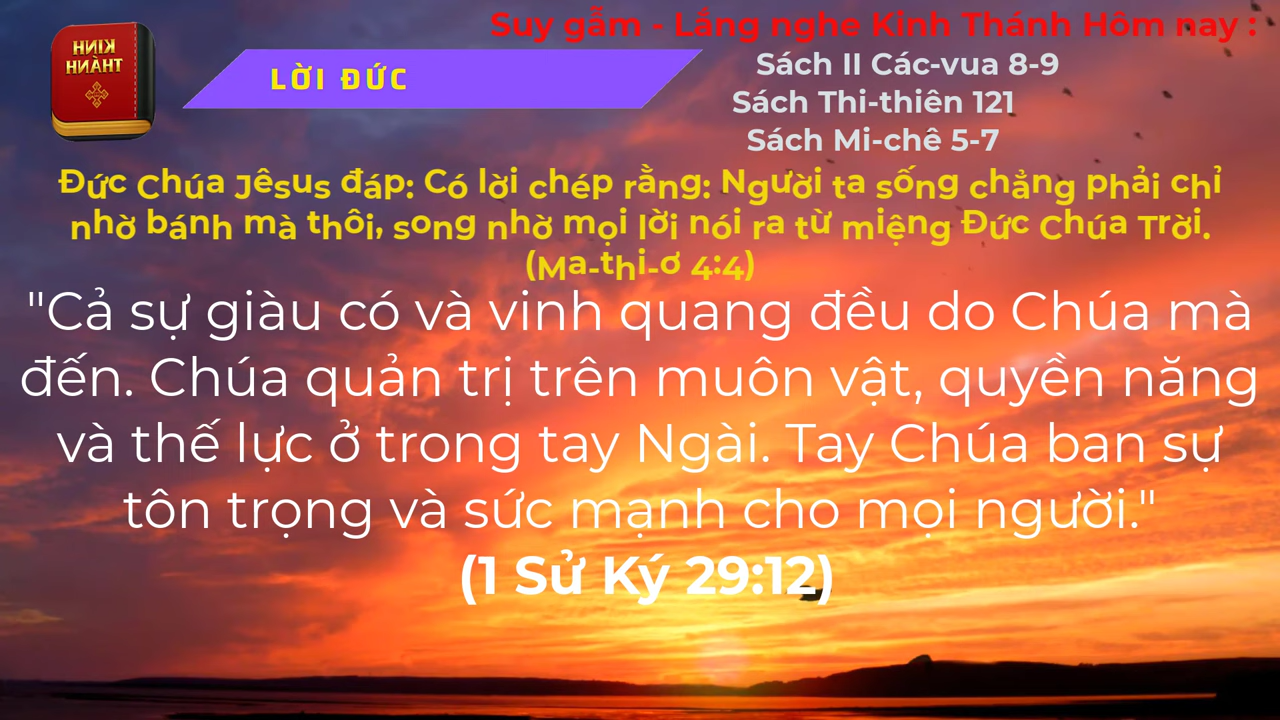 Suy gẫm - Lắng nghe Kinh Thánh Hôm nay :
KINH
THÁNH
LỜI ĐỨC
Sách II Các-vua 8-9
Sách Thi-thiên 121
Sách Mi-chê 5-7
Đức Chúa Jêsus đáp: Có lời chép rằng: Người ta sống chẳng phải chỉ
nhờ bánh mà thôi, song nhờ mọi lời nói ra từ miệng Đức Chúa Trời.
(Ma-thi-ơ 4:4)
"Cả sự giàu có và vinh quang đều do Chúa mà
đến. Chúa quản trị trên muôn vật, quyền năng
và thế lực ở trong tay Ngài. Tay Chúa ban sự
tôn trọng và sức mạnh cho mọi người."
(1 Sử Ký 29:12)